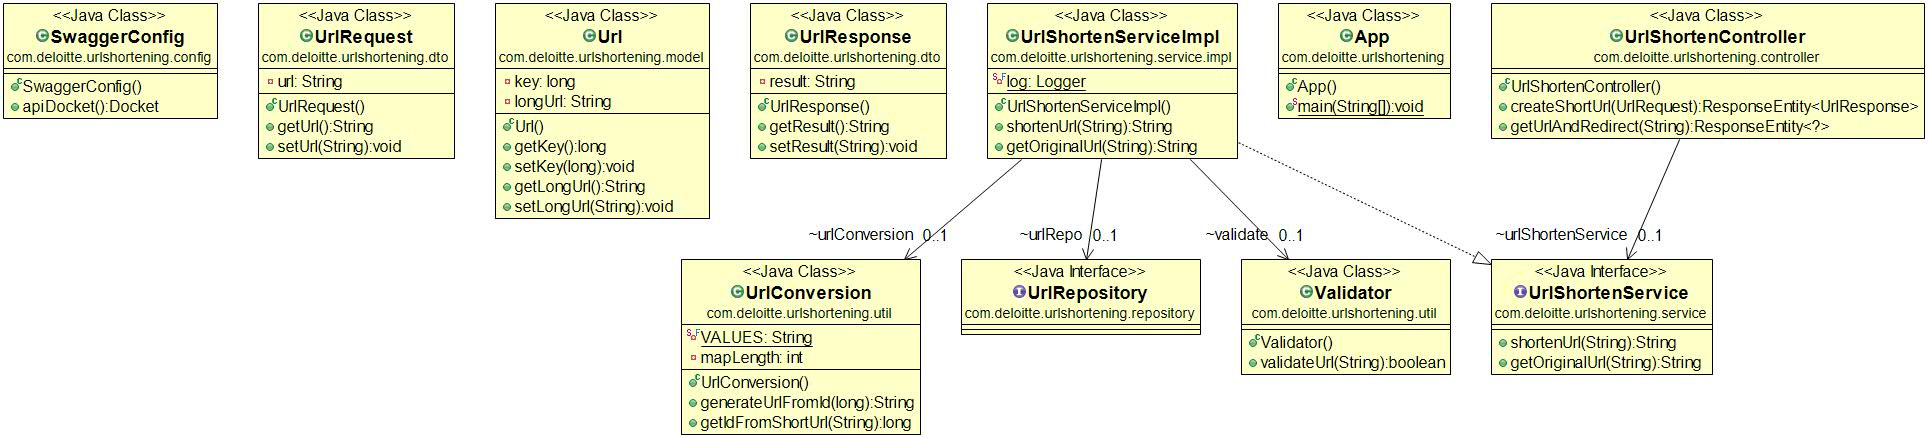 <<Java Class>>
SwaggerConfig
com.deloitte.urlshortening.config
SwaggerConfig()
apiDocket():Docket
<<Java Class>>
UrlRequest
com.deloitte.urlshortening.dto
url: String
UrlRequest()
getUrl():String
setUrl(String):void
<<Java Class>>
Url
com.deloitte.urlshortening.model
key: long
longUrl: String
Url()
getKey():long
setKey(long):void
getLongUrl():String
setLongUrl(String):void
<<Java Class>>
UrlResponse
com.deloitte.urlshortening.dto
result: String
UrlResponse()
getResult():String
setResult(String):void
<<Java Class>>
UrlShortenServiceImpl
com.deloitte.urlshortening.service.impl
log: Logger
UrlShortenServiceImpl()
shortenUrl(String):String
getOriginalUrl(String):String
<<Java Class>>
App
com.deloitte.urlshortening
App()
main(String[]):void
<<Java Class>>
UrlShortenController
com.deloitte.urlshortening.controller
UrlShortenController()
createShortUrl(UrlRequest):ResponseEntity<UrlResponse>
getUrlAndRedirect(String):ResponseEntity<?>
~urlConversion 0..1
~urlRepo 0..1
~validate 0..1
~urlShortenService 0..1
<<Java Class>>
UrlConversion
com.deloitte.urlshortening.util
VALUES: String
mapLength: int
UrlConversion()
generateUrlFromId(long):String
getIdFromShortUrl(String):long
<<Java Interface>>
UrlRepository
com.deloitte.urlshortening.repository
<<Java Class>>
Validator
com.deloitte.urlshortening.util
Validator()
validateUrl(String):boolean
<<Java Interface>>
UrlShortenService
com.deloitte.urlshortening.service
shortenUrl(String):String
getOriginalUrl(String):String